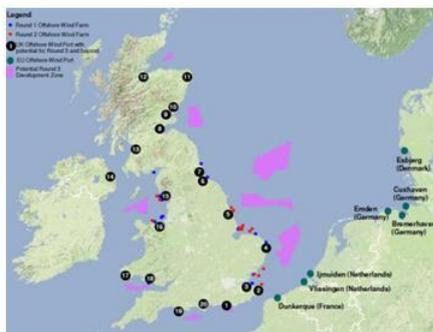 Legend
Round 1 Offshore Wind Farm
Round 2 Offshore Wind Farm
UK Offshore Wind Port with
potential for Round 3 and beyond
EU Offshore Wind Port
Potential Round 3
Development Zone
12
11
10
9
8
13
14
7
6
15
5
16
4
17
18
3
2
19
20
1
Esbjerg
(Denmark)
Cuxhaven
(Germany)
Emden
(Germany)
Bremerhaven
(Germany)
Ijmuiden (Netherlands)
Vlissingen (Netherlands)
Dunkerque (France)